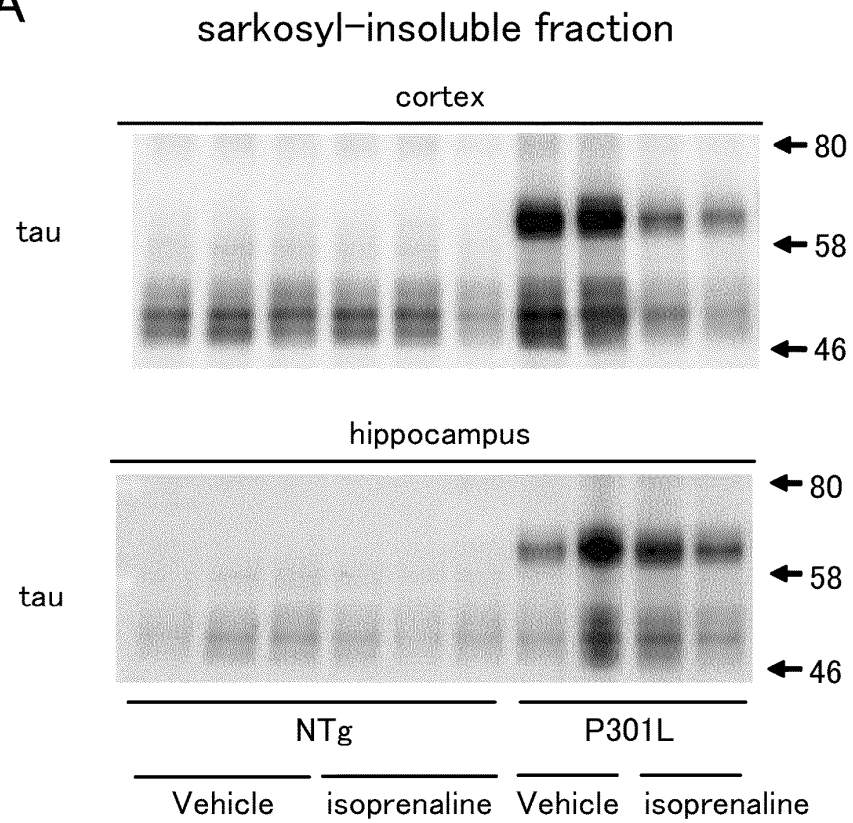 A
sarkosyl-insoluble fraction
cortex
80
tau
58
46
hippocampus
80
tau
58
46
NTg P301L
Vehicle isoprenaline Vehicle isoprenaline